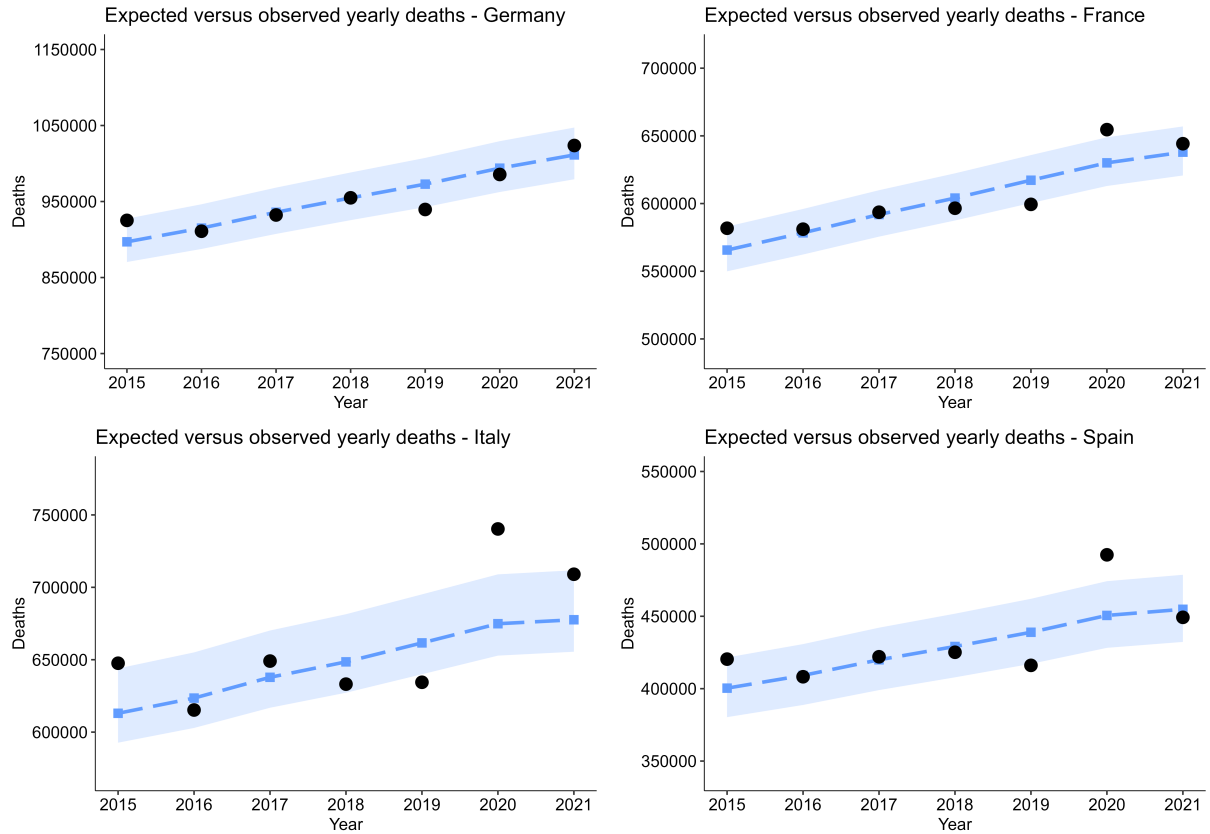 Expected versus observed yearly deaths - Germany
1150000
1050000
950000
850000
750000
Deaths
2015 2016 2017 2018 2019 2020 2021
Year
Expected versus observed yearly deaths - France
700000
650000
600000
550000
500000
Deaths
2015 2016 2017 2018 2019 2020 2021
Year
Expected versus observed yearly deaths - Italy
750000
700000
650000
600000
Deaths
2015 2016 2017 2018 2019 2020 2021
Year
Expected versus observed yearly deaths - Spain
550000
500000
450000
400000
350000
Deaths
2015 2016 2017 2018 2019 2020 2021
Year